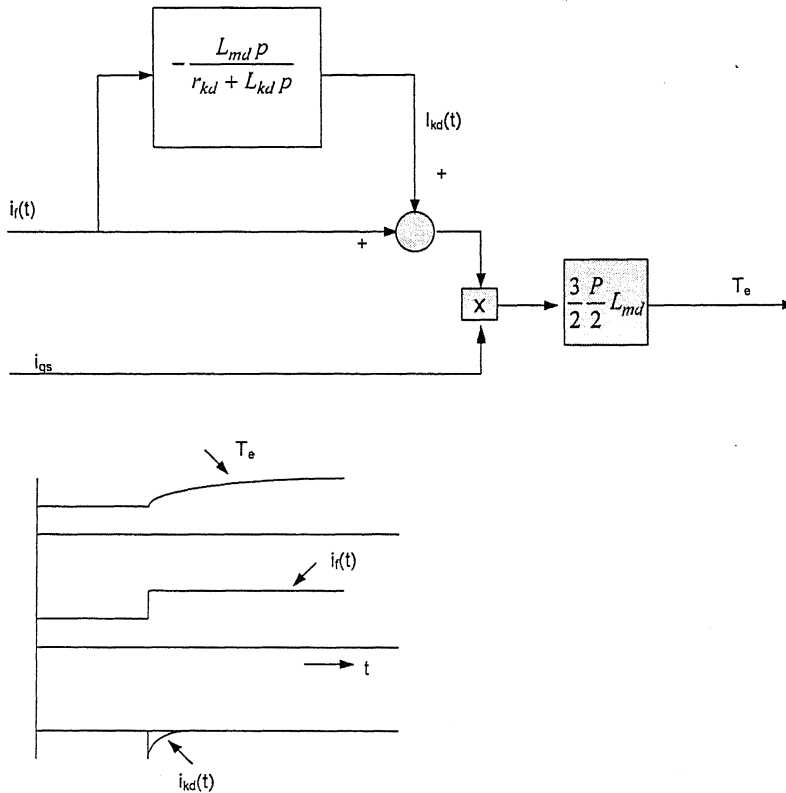 - L_md p / r_kd + L_kd p
I_kd(t)
+
i_f(t)
+
X
3/2 P/2 L_md
T_e
i_qs
T_e
i_f(t)
t
i_kd(t)